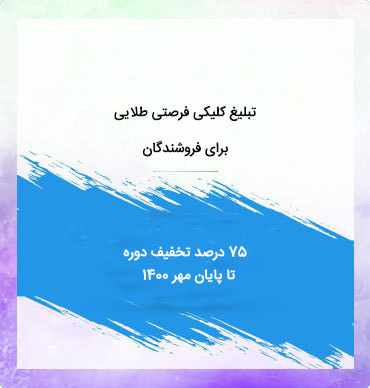 تبلیغ کلیکی فرصتی طلایی
برای فروشندگان
۷۵ درصد تخفیف دوره
تا پایان مهر ۱۴۰۰